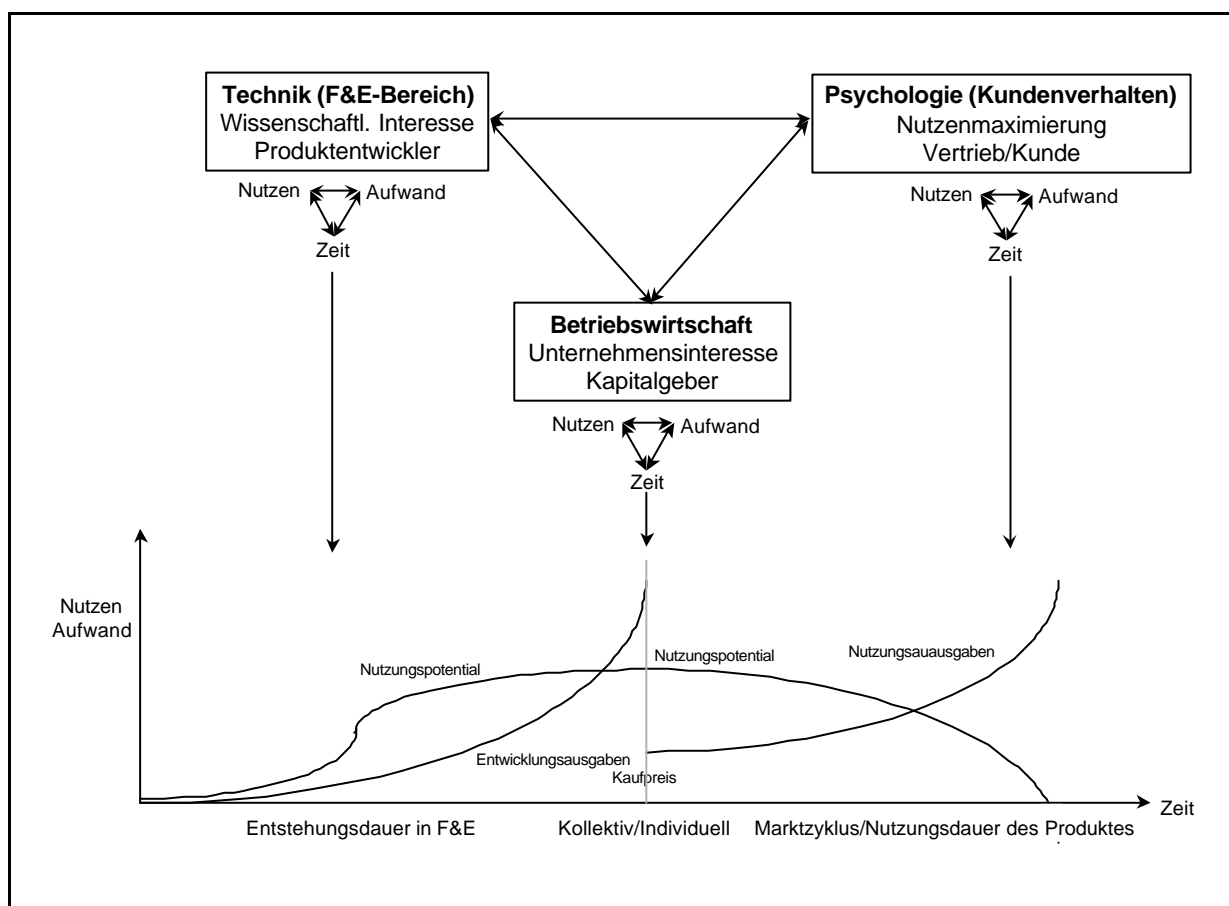 Technik (F&E-Bereich)
Wissenschaftl. Interesse
Produktentwickler
Psychologie (Kundenverhalten)
Nutzenmaximierung
Vertrieb/Kunde
Nutzen
Aufwand
Zeit
Nutzen
Aufwand
Zeit
Betriebswirtschaft
Unternehmensinteresse
Kapitalgeber
Nutzen
Aufwand
Zeit
Nutzen
Aufwand
Nutzungspotential
Nutzungspotential
Nutzungsauausgaben
Entwicklungsausgaben
Kaufpreis
Zeit
Entstehungsdauer in F&E
Kollektiv/Individuell
Marktzyklus/Nutzungsdauer des Produktes